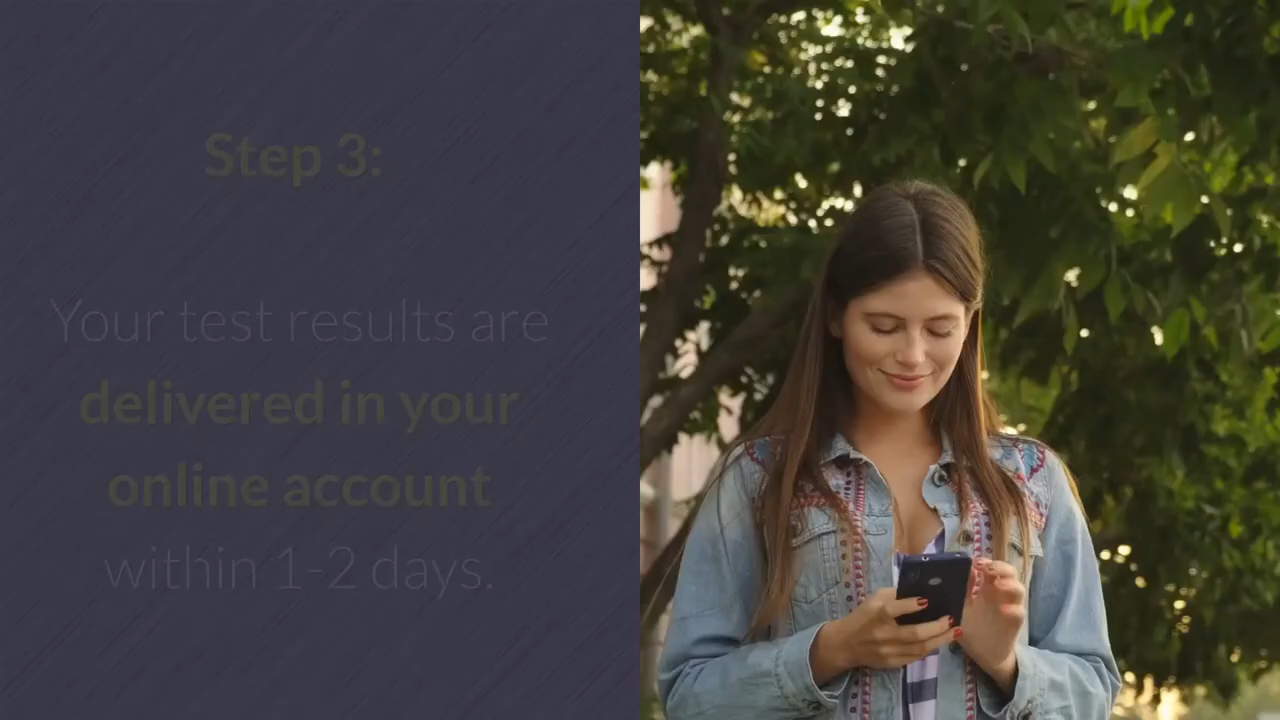 Step 3:
Your test results are
delivered in your
online account
within 1-2 days.